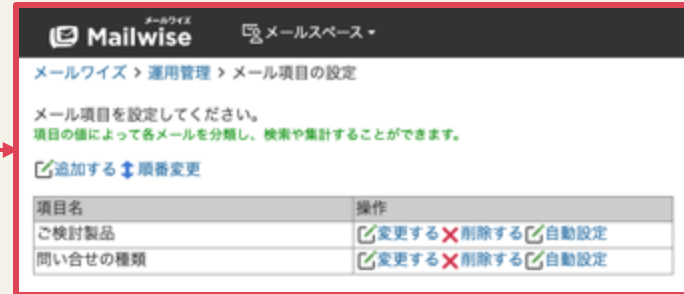 メールワイズ
Mailwise メールスペース
メールワイズ > 運用管理 > メール項目の設定
メール項目を設定してください。
項目の値によって各メールを分類し、検索や集計することができます。
追加する 順番変更
項目名 操作
ご検討製品 変更する 削除する 自動設定
問い合せの種類 変更する 削除する 自動設定